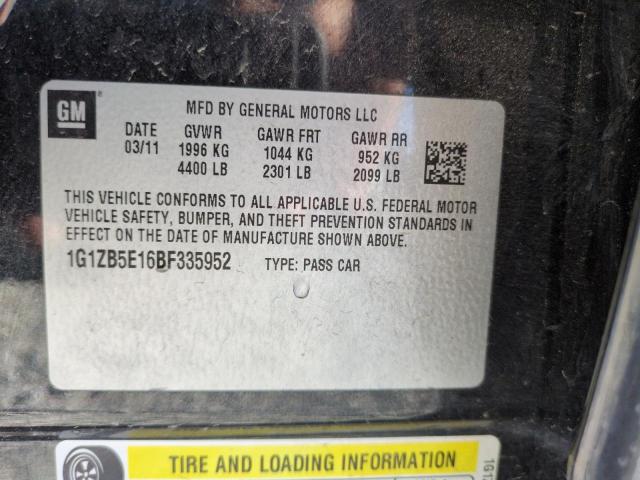 GM
MFD BY GENERAL MOTORS LLC
DATE GVWR GAWR FRT GAWR RR
03/11 1996 KG 1044 KG 952 KG
4400 LB 2301 LB 2099 LB
THIS VEHICLE CONFORMS TO ALL APPLICABLE U.S. FEDERAL MOTOR
VEHICLE SAFETY, BUMPER, AND THEFT PREVENTION STANDARDS IN
EFFECT ON THE DATE OF MANUFACTURE SHOWN ABOVE.
1G1ZB5E16BF335952 TYPE: PASS CAR
TIRE AND LOADING INFORMATION